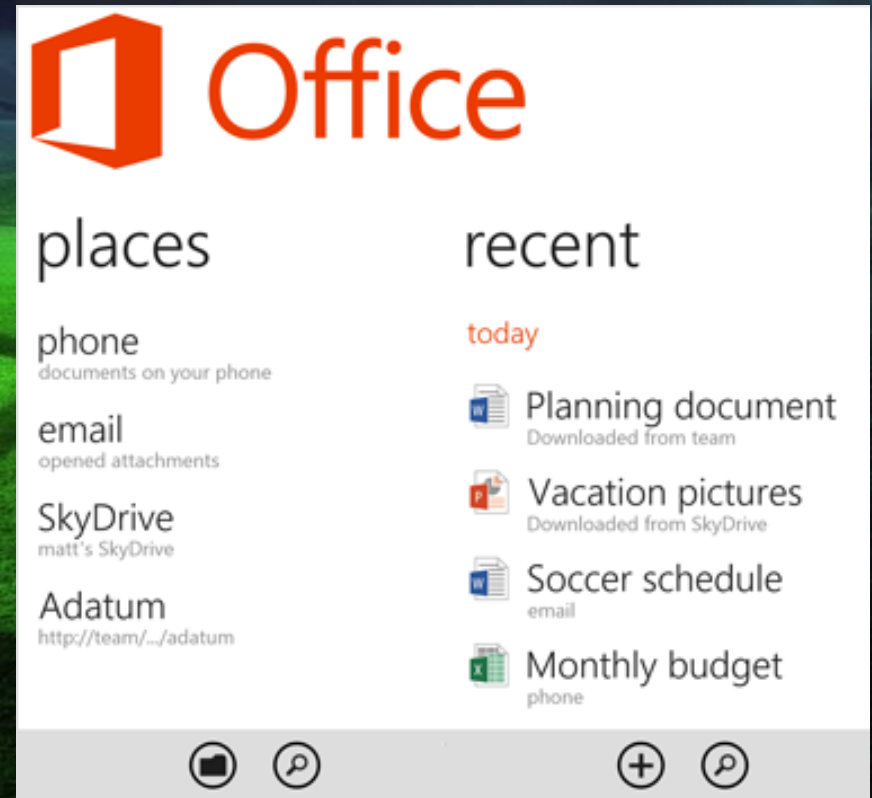 Office
places
phone
documents on your phone
email
opened attachments
SkyDrive
matt's SkyDrive
Adatum
http://team/.../adatum
recent
today
Planning document
Downloaded from team
Vacation pictures
Downloaded from SkyDrive
Soccer schedule
email
Monthly budget
phone